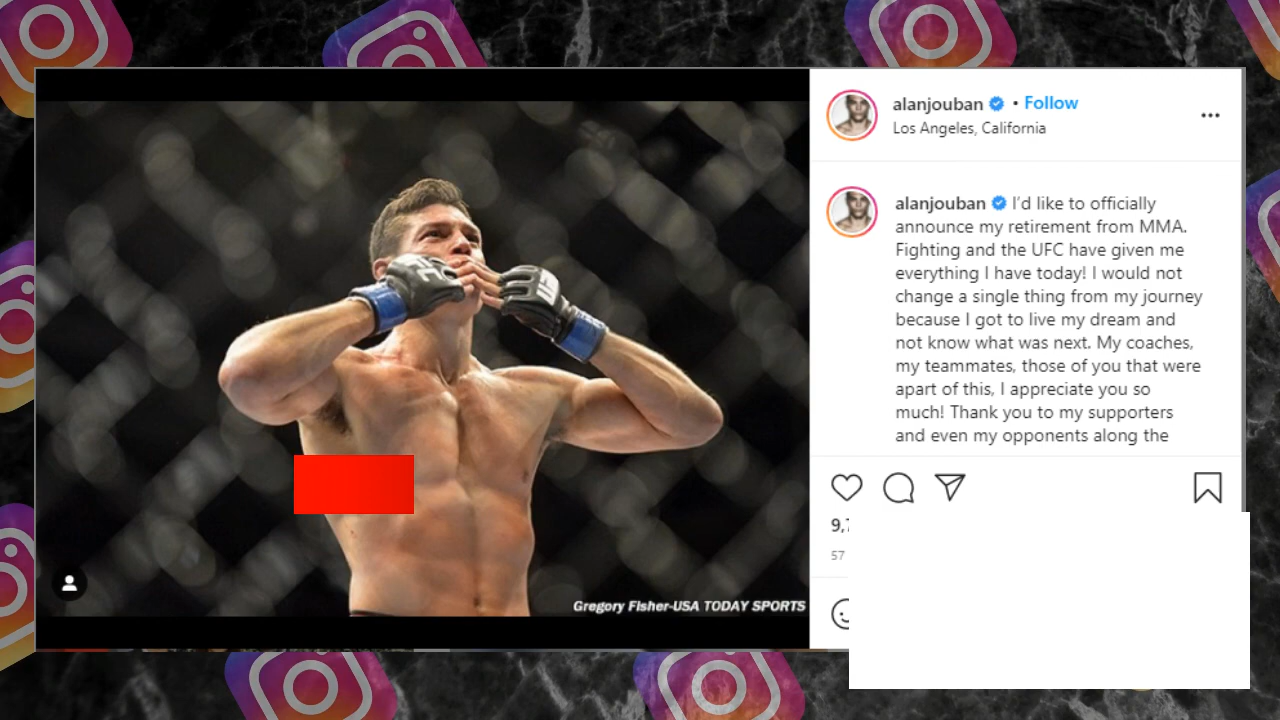 alanjouban • Follow
Los Angeles, California
alanjouban I'd like to officially
announce my retirement from MMA.
Fighting and the UFC have given me
everything I have today! I would not
change a single thing from my journey
because I got to live my dream and
not know what was next. My coaches,
my teammates, those of you that were
apart of this, I appreciate you so
much! Thank you to my supporters
and even my opponents along the
57
Gregory Fisher-USA TODAY SPORTS